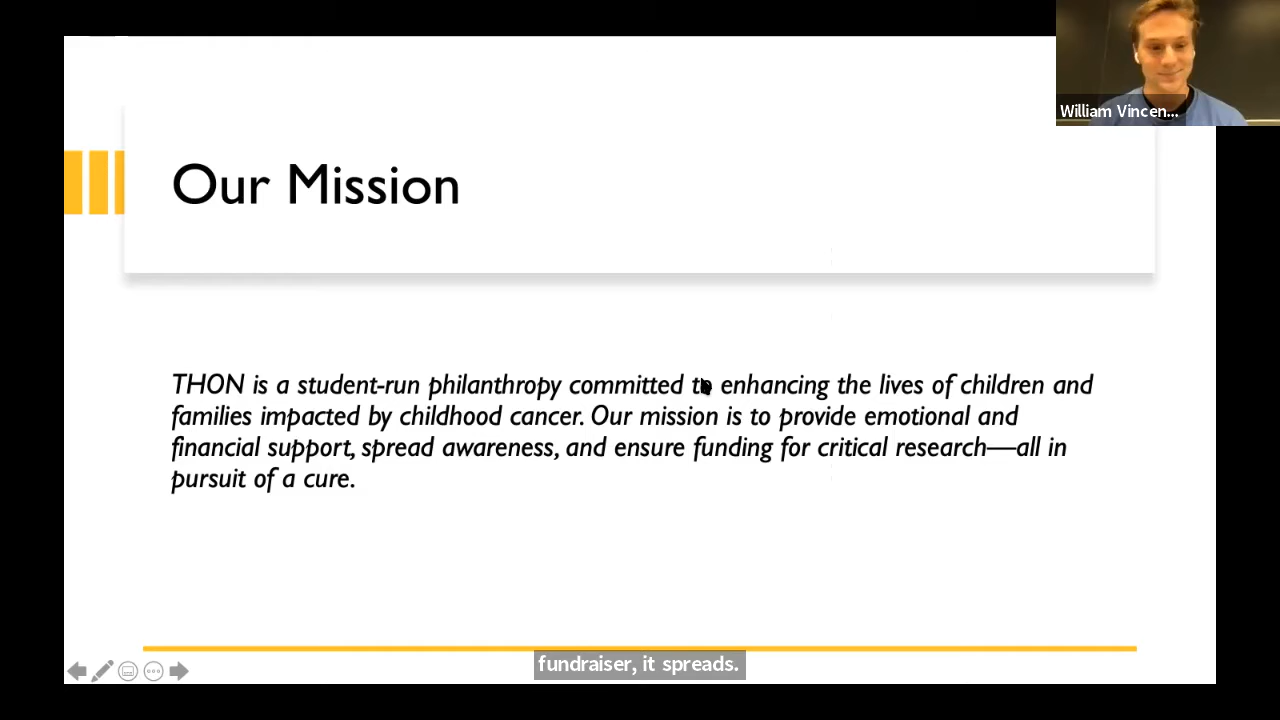 William Vincen...
Our Mission
THON is a student-run philanthropy committed to enhancing the lives of children and
families impacted by childhood cancer. Our mission is to provide emotional and
financial support, spread awareness, and ensure funding for critical research—all in
pursuit of a cure.
fundraiser, it spreads.